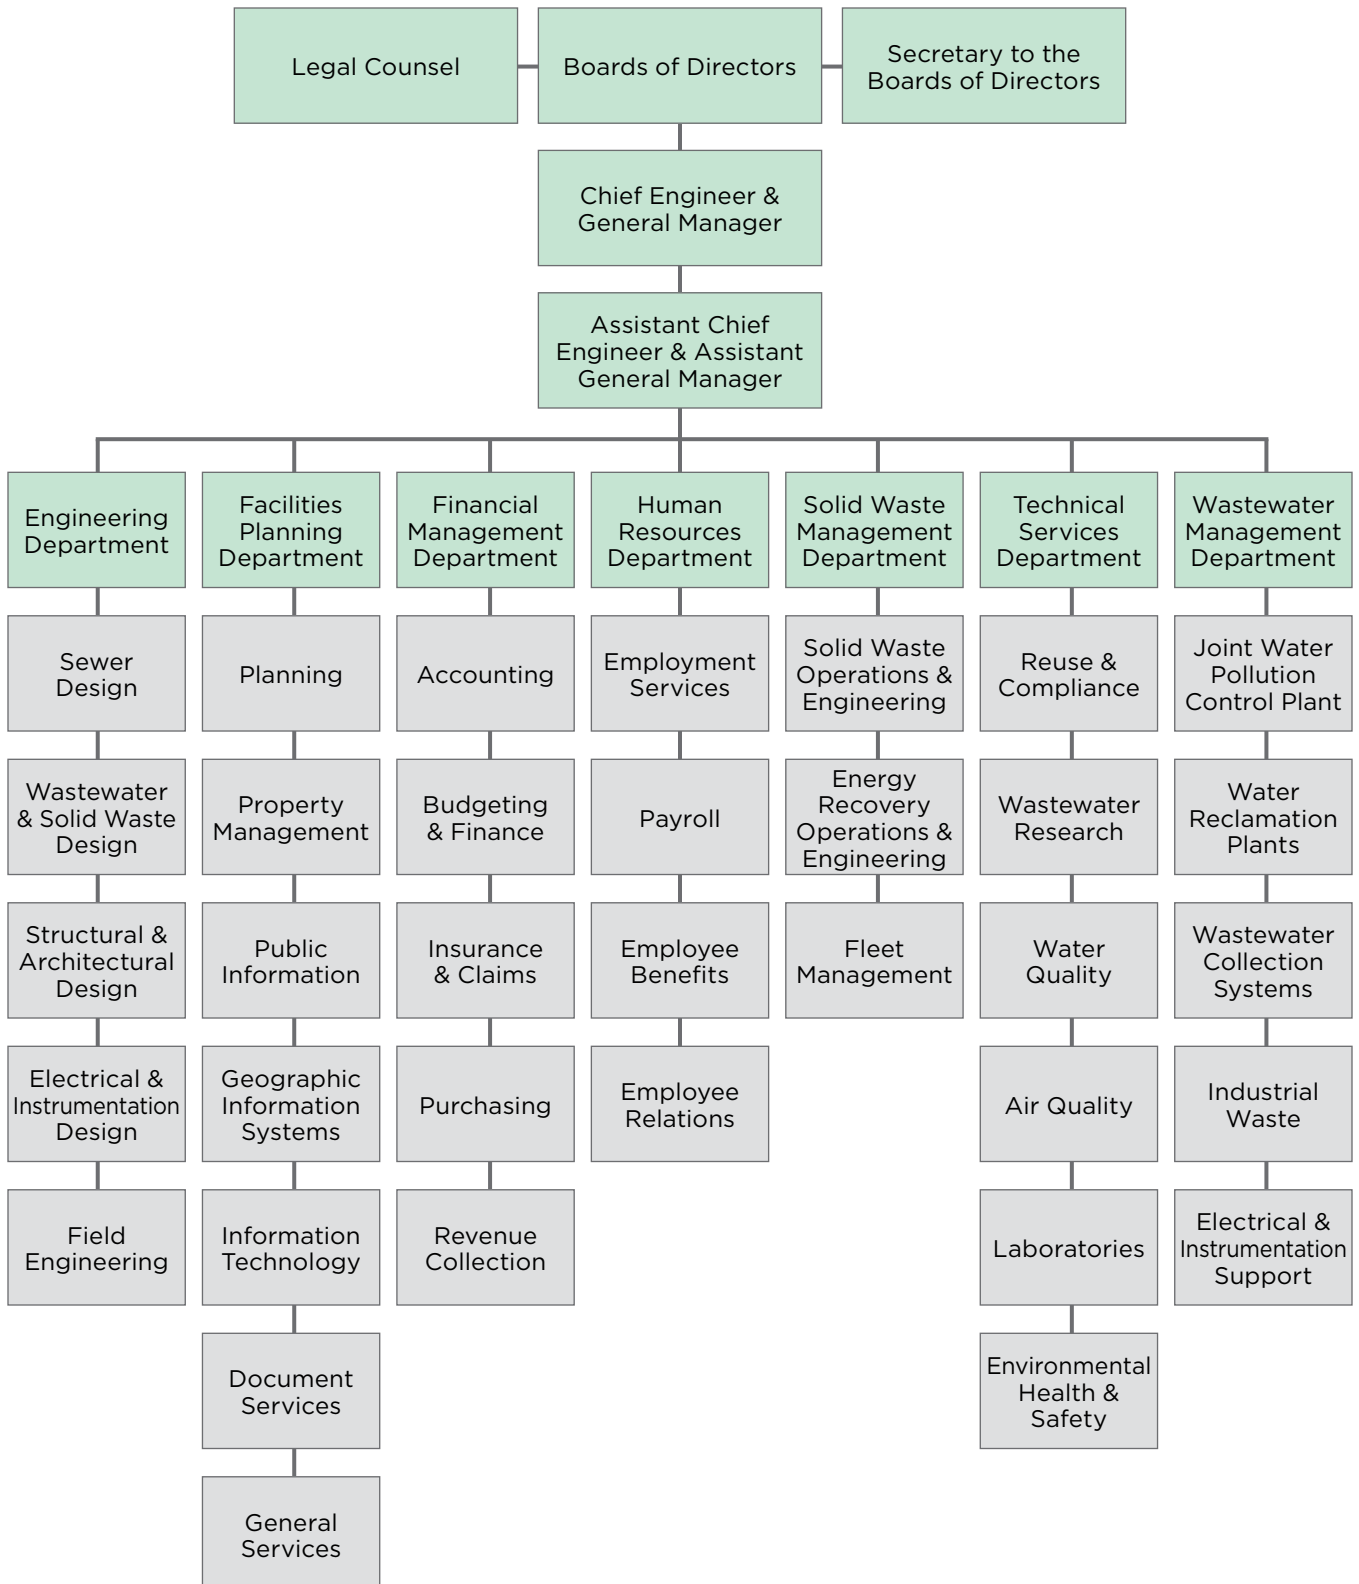 Legal Counsel
Boards of Directors
Secretary to the
Boards of Directors
Chief Engineer &
General Manager
Assistant Chief
Engineer & Assistant
General Manager
Engineering
Department
Facilities
Planning
Department
Financial
Management
Department
Human
Resources
Department
Solid Waste
Management
Department
Technical
Services
Department
Wastewater
Management
Department
Sewer
Design
Planning
Accounting
Employment
Services
Solid Waste
Operations &
Engineering
Reuse &
Compliance
Joint Water
Pollution
Control Plant
Wastewater
& Solid Waste
Design
Property
Management
Budgeting
& Finance
Payroll
Energy
Recovery
Operations &
Engineering
Wastewater
Research
Water
Reclamation
Plants
Structural &
Architectural
Design
Public
Information
Insurance
& Claims
Employee
Benefits
Fleet
Management
Water
Quality
Wastewater
Collection
Systems
Electrical &
Instrumentation
Design
Geographic
Information
Systems
Purchasing
Employee
Relations
Air Quality
Industrial
Waste
Field
Engineering
Information
Technology
Revenue
Collection
Laboratories
Electrical &
Instrumentation
Support
Document
Services
Environmental
Health &
Safety
General
Services